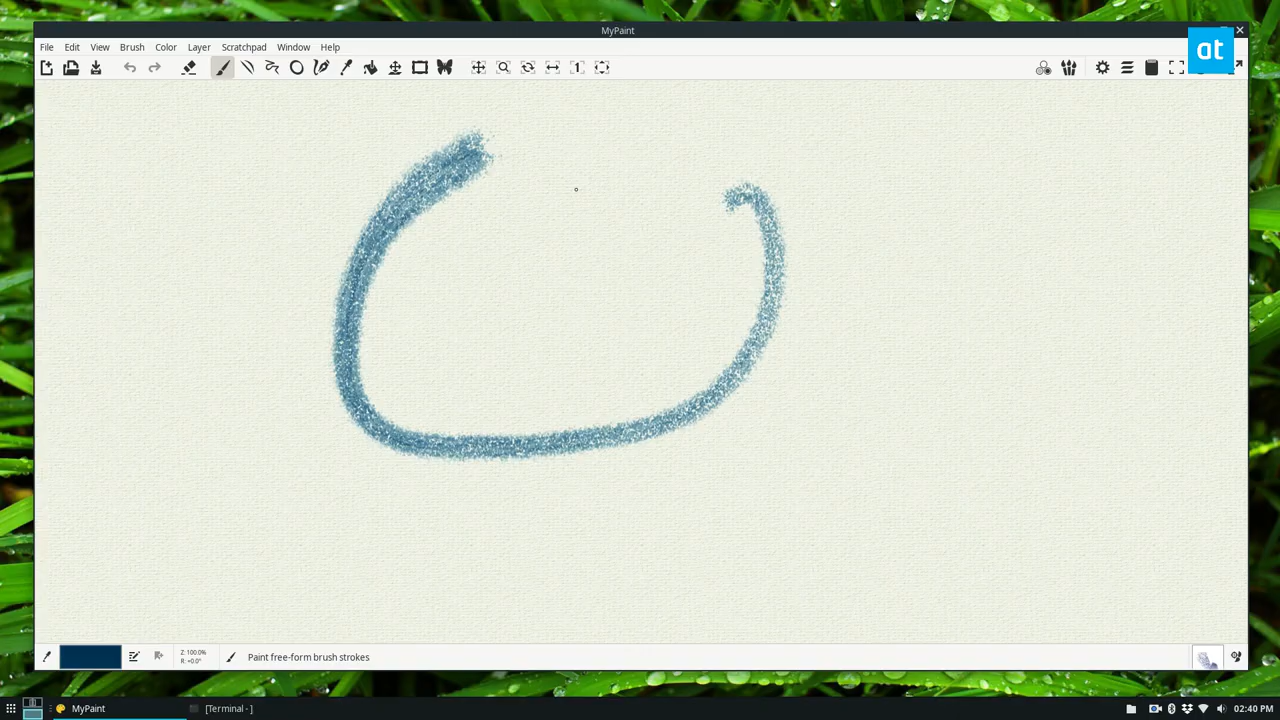 MyPaint
at
File Edit View Brush Color Layer Scratchpad Window Help
1
Z: 100.0%
R: +0.0°
Paint free-form brush strokes
MyPaint
[Terminal - ]
02:40 PM